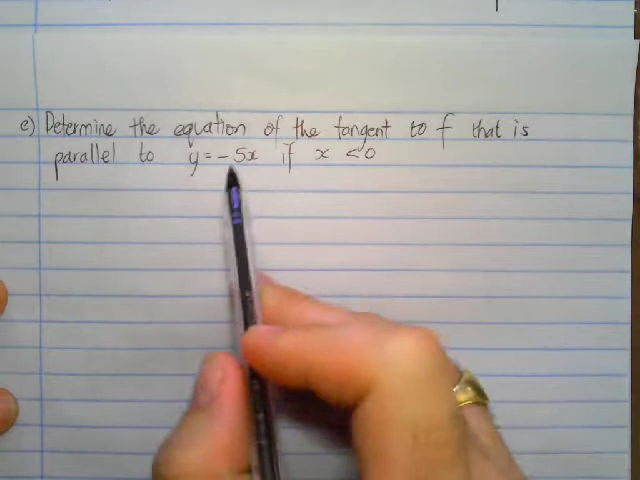 e) Determine the equation of the tangent to f that is
parallel to y = - 5x if x < 0